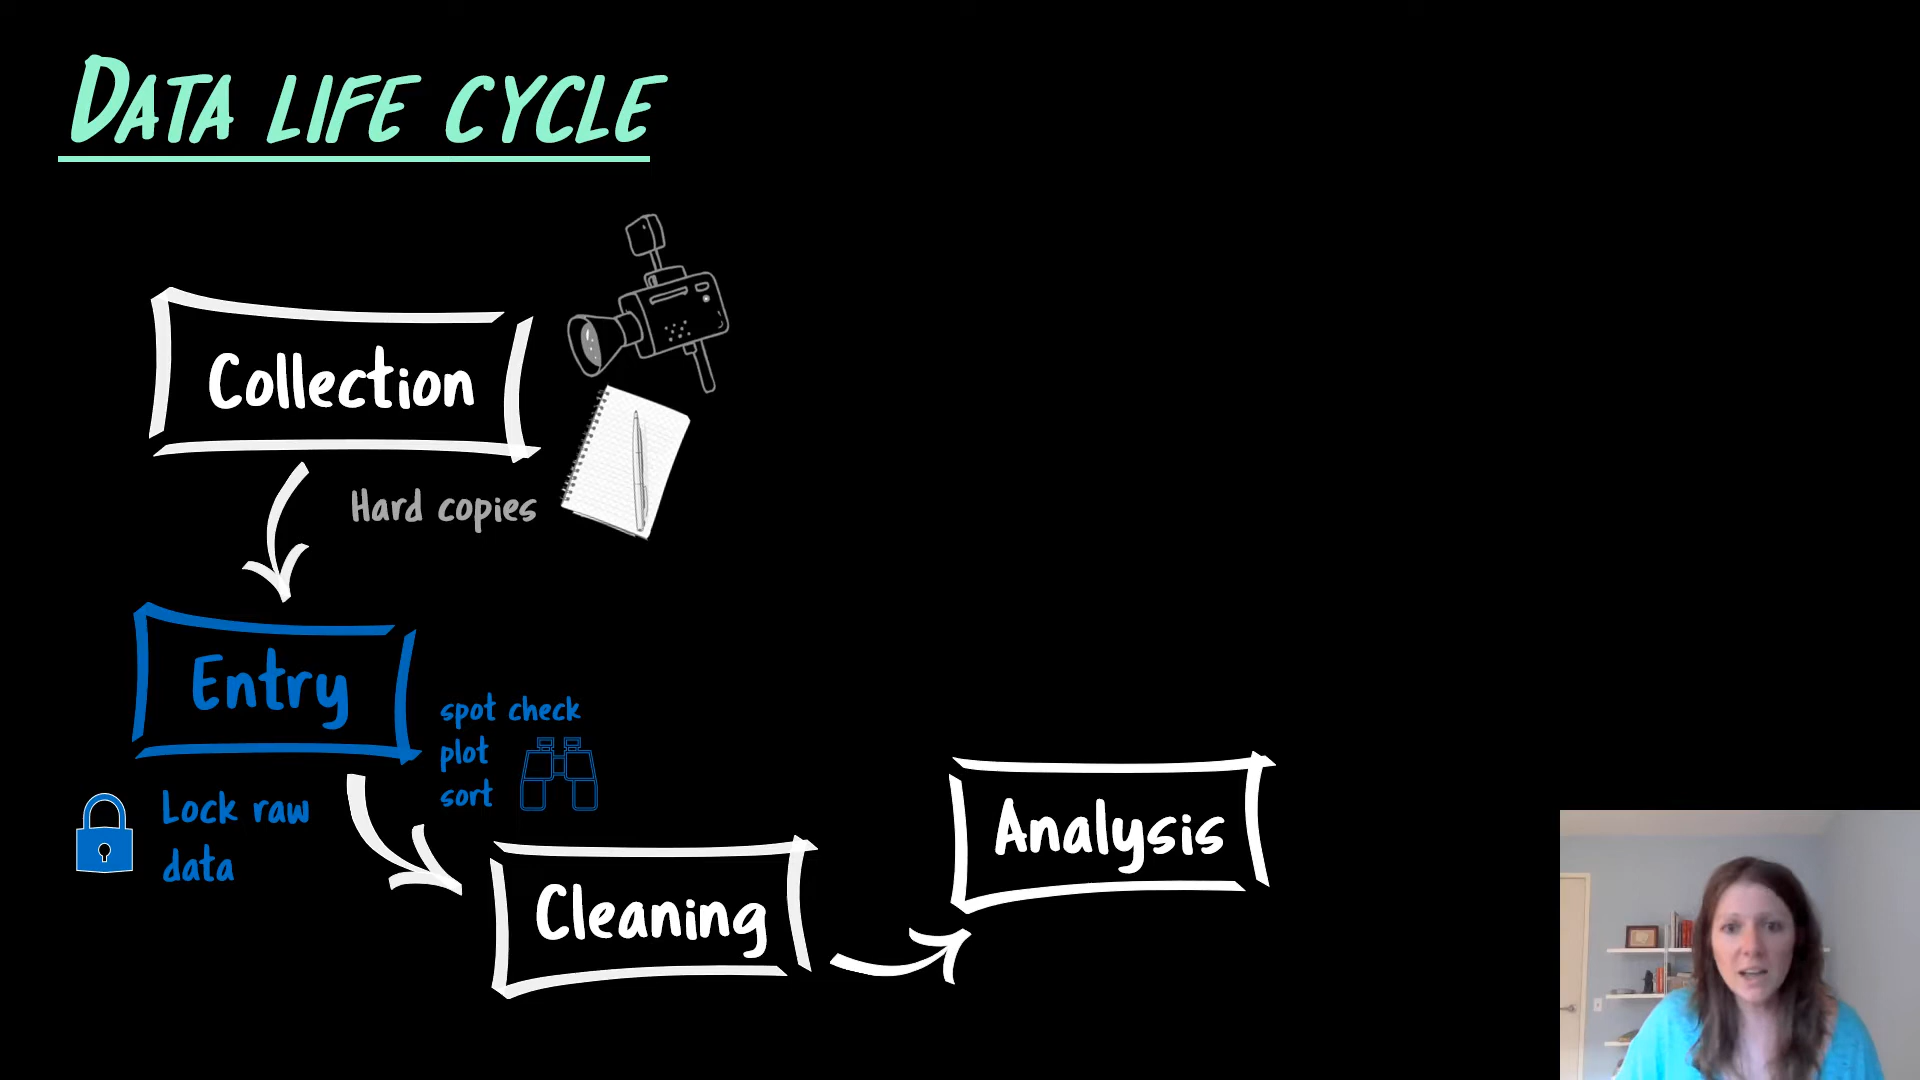 DATA LIFE CYCLE
Collection
Hard copies
Entry
spot check
plot
sort
Lock raw
data
Cleaning
Analysis